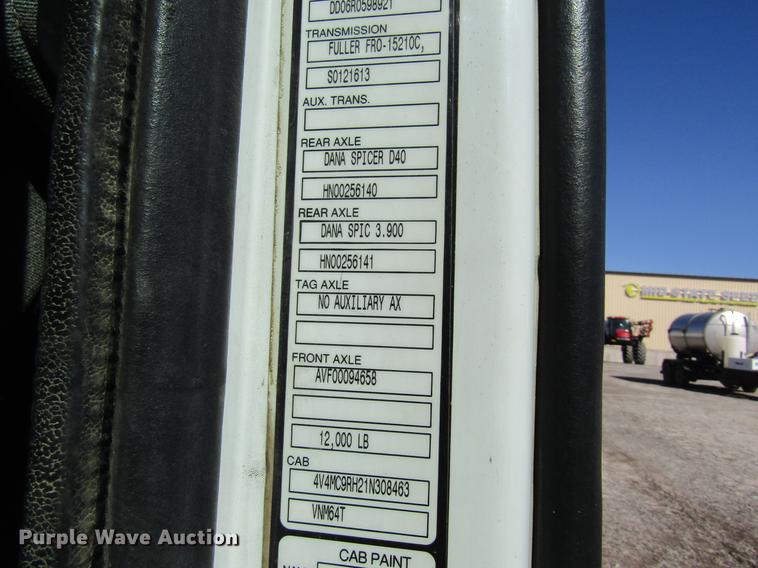 DD06R0598921
TRANSMISSION
FULLER FRO-15210C,
S0121613
AUX. TRANS.
REAR AXLE
DANA SPICER D40
HN00256140
REAR AXLE
DANA SPIC 3.900
HN00256141
TAG AXLE
NO AUXILIARY AX
FRONT AXLE
AVF00094658
12,000 LB
CAB
4V4MC9RH21N308463
VNM64T
CAB PAINT
MID-STATE
Purple Wave Auction